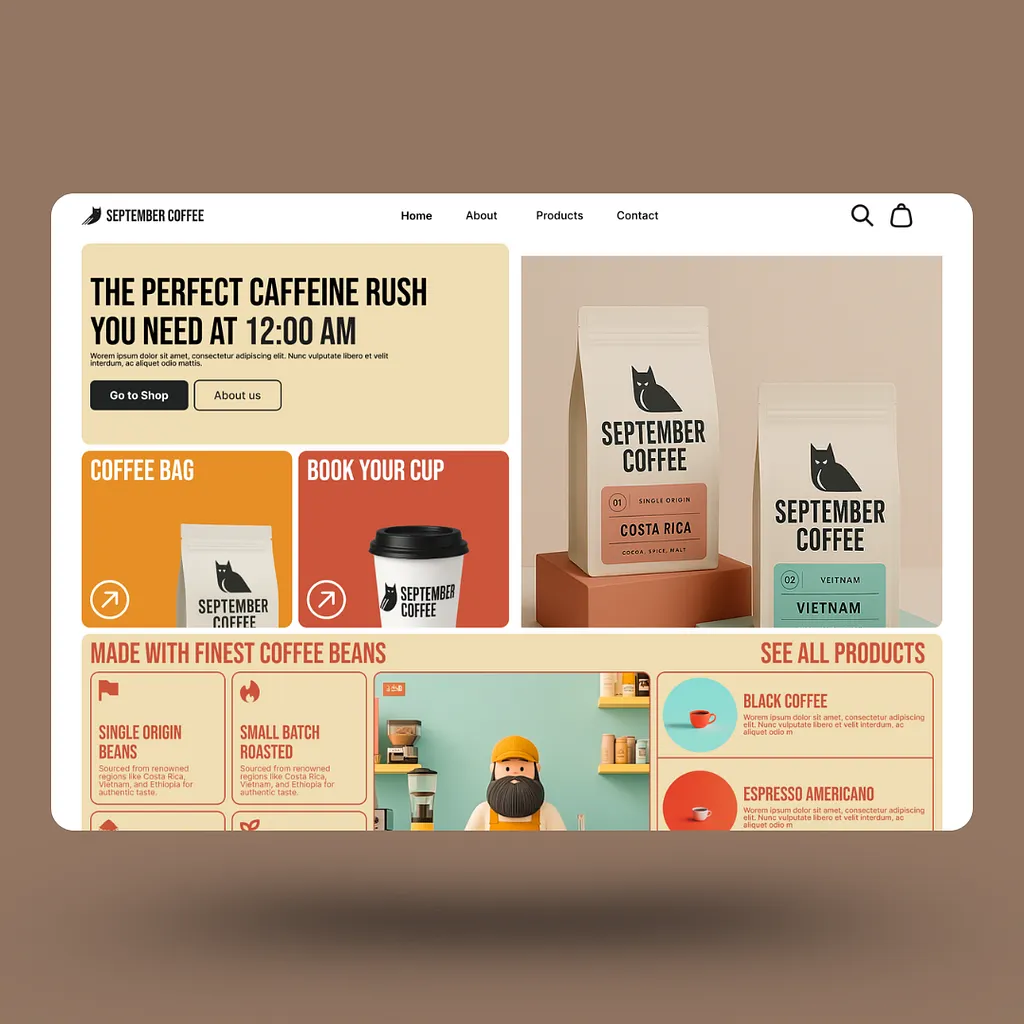 SEPTEMBER COFFEE
Home
About
Products
Contact
THE PERFECT CAFFEINE RUSH
YOU NEED AT 12:00 AM
Worem ipsum dolor sit amet, consectetur adipiscing elit. Nunc vulputate libero et velit
interdum, ac aliquet odio mattis.
Go to Shop
About us
COFFEE BAG
SEPTEMBER
COFFEE
BOOK YOUR CUP
SEPTEMBER
COFFEE
SEPTEMBER
COFFEE
01
SINGLE ORIGIN
COSTA RICA
COCOA, SPICE, MALT
SEPTEMBER
COFFEE
02
VEITNAM
VIETNAM
MADE WITH FINEST COFFEE BEANS
SEE ALL PRODUCTS
SINGLE ORIGIN
BEANS
Sourced from renowned
regions like Costa Rica,
Vietnam, and Ethiopia for
authentic taste.
SMALL BATCH
ROASTED
Sourced from renowned
regions like Costa Rica,
Vietnam, and Ethiopia for
authentic taste.
BLACK COFFEE
Worem ipsum dolor sit amet, consectetur adipiscing
elit. Nunc vulputate libero et velit interdum, ac
aliquet odio m
ESPRESSO AMERICANO
Worem ipsum dolor sit amet, consectetur adipiscing
elit. Nunc vulputate libero et velit interdum, ac
aliquet odio m